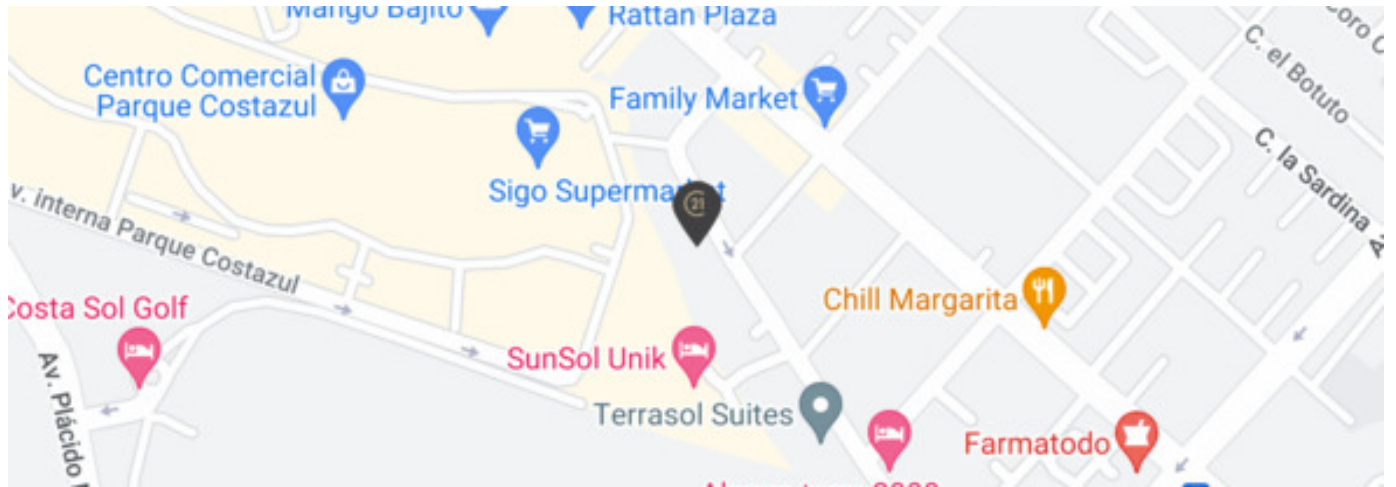 Mango Bajito
Rattan Plaza
Centro Comercial
Parque Costazul
Family Market
Sigo Supermarket
C. el Botuto
C. la Sardina
v. interna Parque Costazul
Costa Sol Golf
21
Chill Margarita
SunSol Unik
Terrasol Suites
Av. Plácido
Farmatodo